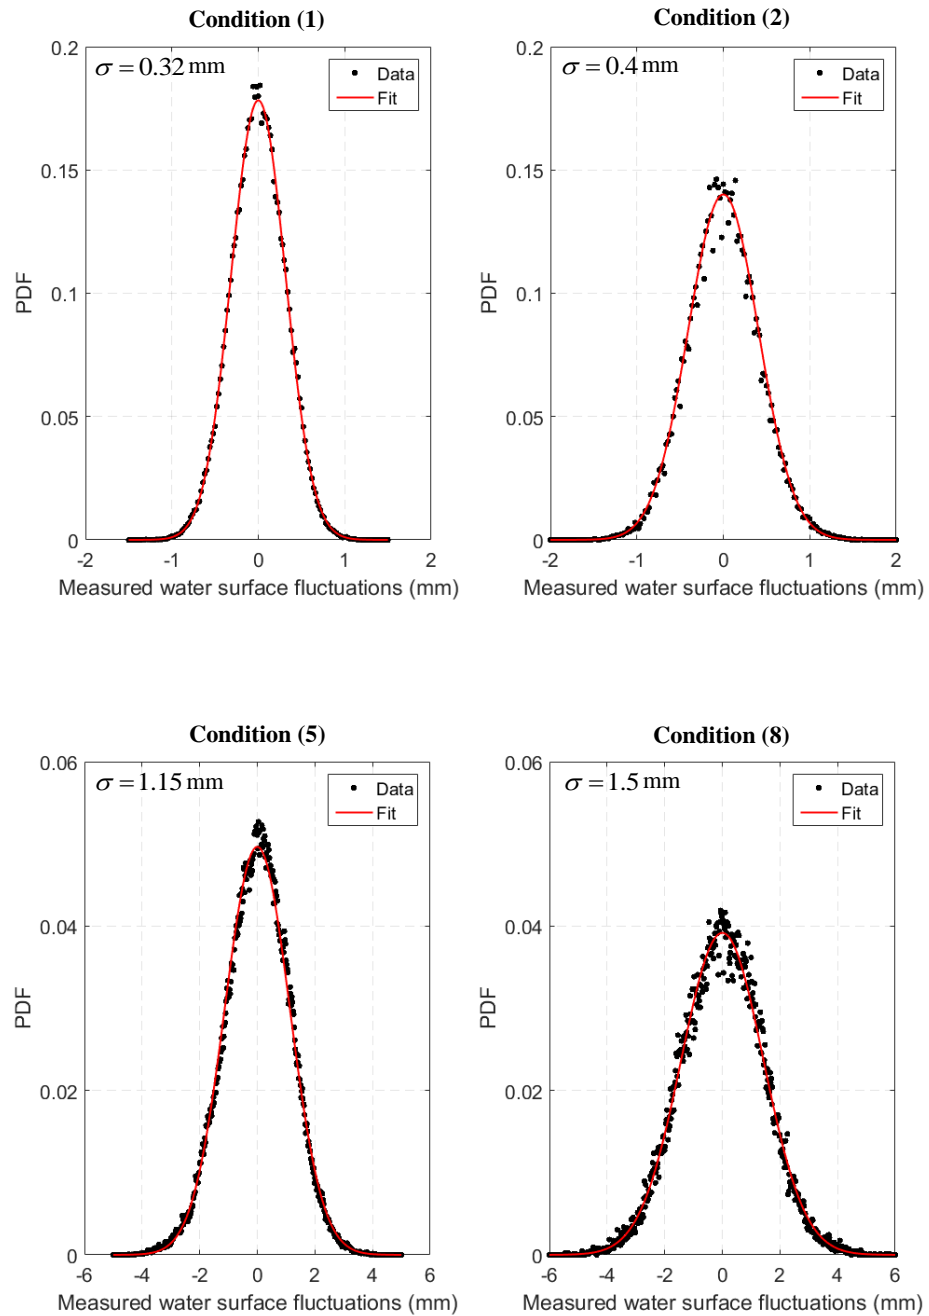 Condition (1)
σ = 0.32 mm
Data
Fit
0.2
0.15
0.1
0.05
0
PDF
-2 -1 0 1 2
Measured water surface fluctuations (mm)
Condition (2)
σ = 0.4 mm
Data
Fit
0.2
0.15
0.1
0.05
0
PDF
-2 -1 0 1 2
Measured water surface fluctuations (mm)
Condition (5)
σ = 1.15 mm
Data
Fit
0.06
0.04
0.02
0
PDF
-6 -4 -2 0 2 4 6
Measured water surface fluctuations (mm)
Condition (8)
σ = 1.5 mm
Data
Fit
0.06
0.04
0.02
0
PDF
-6 -4 -2 0 2 4 6
Measured water surface fluctuations (mm)